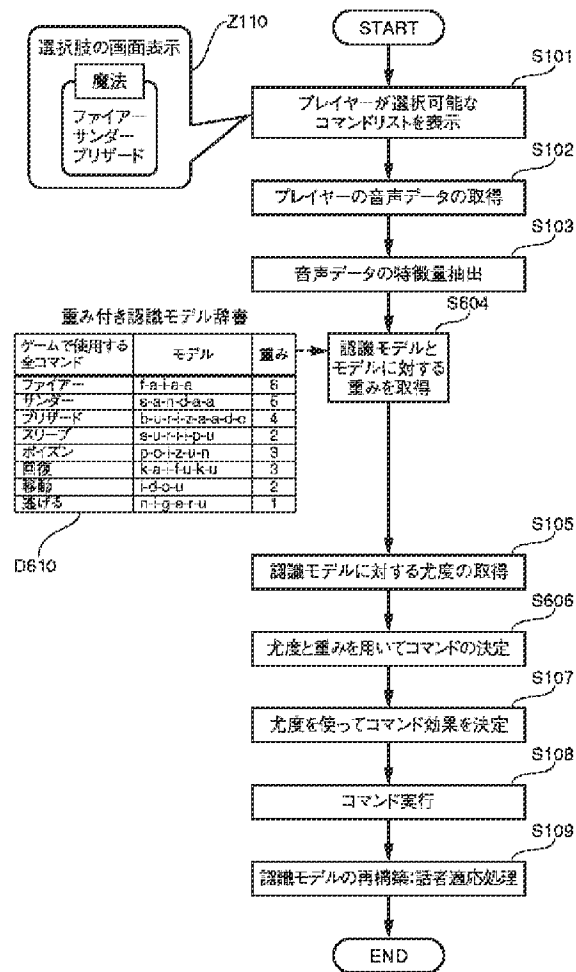 START
Z110
選択肢の画面表示
魔法
ファイアー
サンダー
ブリザード
S101
プレイヤーが選択可能な
コマンドリストを表示
S102
プレイヤーの音声データの取得
S103
音声データの特徴量抽出
S604
認識モデルと
モデルに対する
重みを取得
重み付き認識モデル辞書
ゲームで使用する
全コマンド モデル 重み
ファイアー f-a-i-a-a 6
サンダー s-a-n-d-a-a 5
ブリザード b-u-r-i-z-a-a-d-o 4
スリープ s-u-r-i-i-p-u 2
ポイズン p-o-i-z-u-n 3
回復 k-a-i-f-u-k-u 3
移動 i-d-o-u 2
逃げる n-i-g-e-r-u 1
D610
S105
認識モデルに対する尤度の取得
S606
尤度と重みを用いてコマンドの決定
S107
尤度を使ってコマンド効果を決定
S108
コマンド実行
S109
認識モデルの再構築:話者適応処理
END